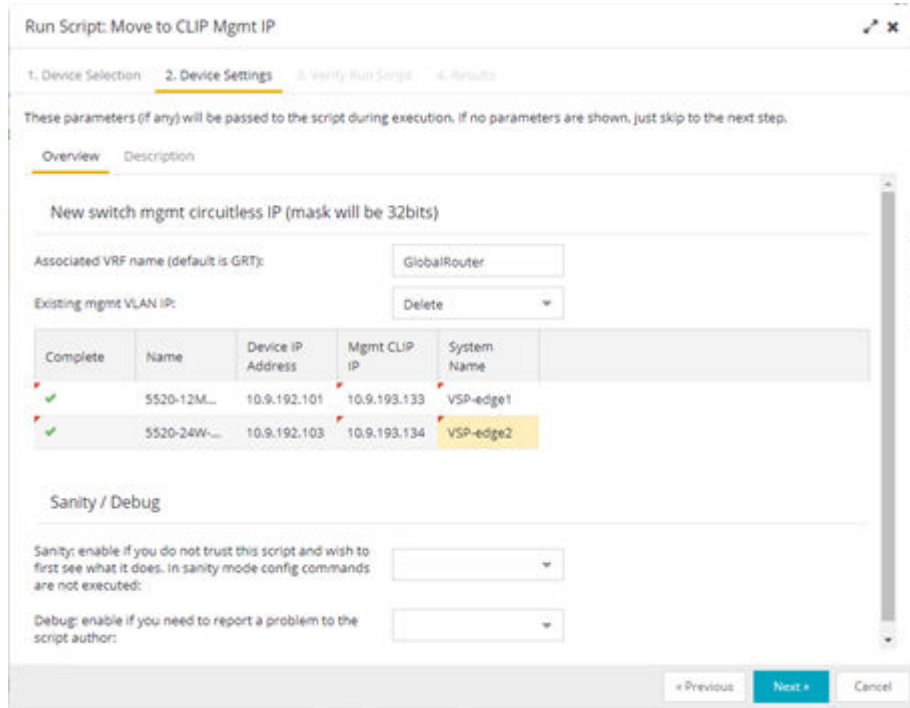 Run Script: Move to CLIP Mgmt IP
1. Device Selection 2. Device Settings 3. Verify Run Script 4. Results
These parameters (if any) will be passed to the script during execution. If no parameters are shown, just skip to the next step.
Overview Description
New switch mgmt circuitless IP (mask will be 32bits)
Associated VRF name (default is GRT): GlobalRouter
Existing mgmt VLAN IP: Delete
Complete Name Device IP Address Mgmt CLIP IP System Name
5520-12M... 10.9.192.101 10.9.193.133 VSP-edge1
5520-24W-... 10.9.192.103 10.9.193.134 VSP-edge2
Sanity / Debug
Sanity: enable if you do not trust this script and wish to
first see what it does. In sanity mode config commands
are not executed:
Debug: enable if you need to report a problem to the
script author:
« Previous Next » Cancel